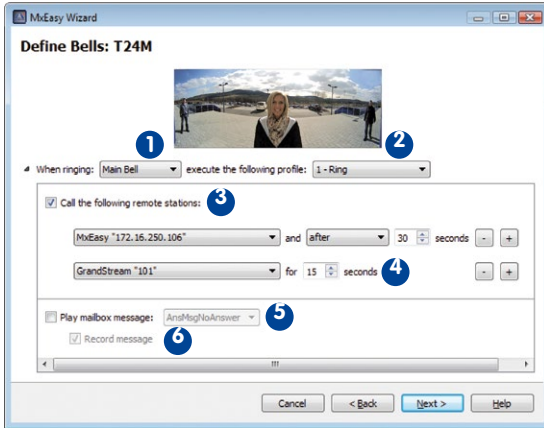 MxEasy Wizard
Define Bells: T24M
1
2
When ringing: Main Bell execute the following profile: 1 - Ring
3
Call the following remote stations:
MxEasy "172.16.250.106" and after 30 seconds - +
GrandStream "101" for 15 seconds - +
4
5
Play mailbox message: AnsMsgNoAnswer
6
Record message
Cancel < Back Next > Help